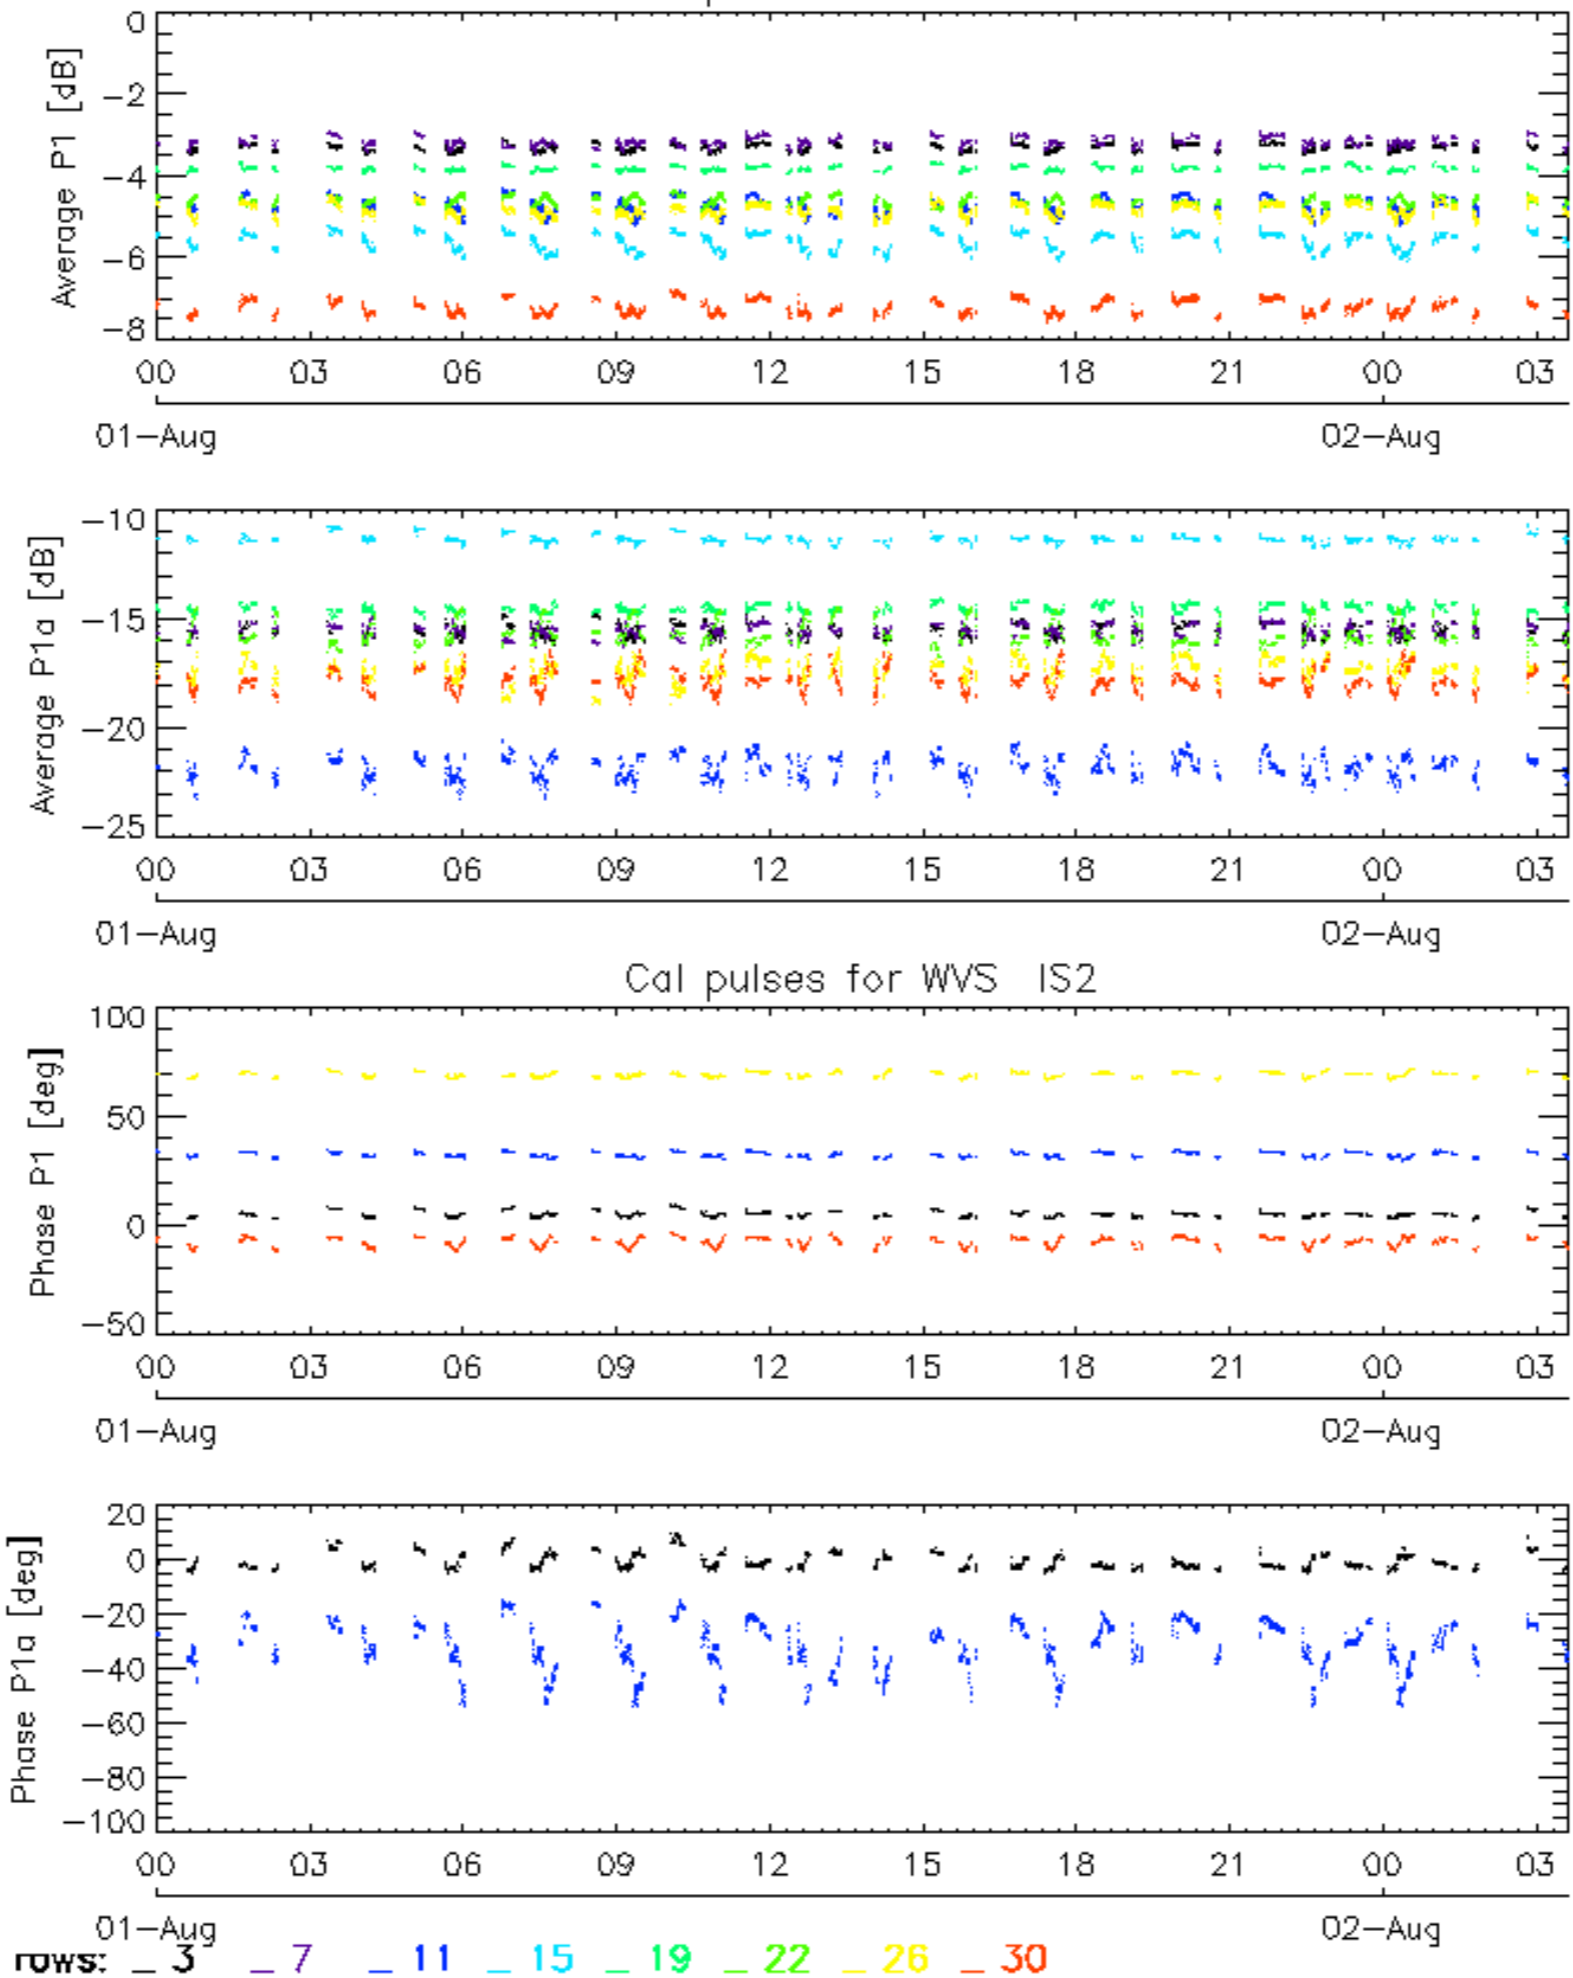 0
−2
−4
−6
−8
Average P1 [dB]
00 03 06 09 12 15 18 21 00 03
01−Aug 02−Aug
−10
−15
−20
−25
Average P1a [dB]
00 03 06 09 12 15 18 21 00 03
01−Aug 02−Aug
Cal pulses for WVS IS2
100
50
0
−50
Phase P1 [deg]
00 03 06 09 12 15 18 21 00 03
01−Aug 02−Aug
20
0
−20
−40
−60
−80
−100
Phase P1a [deg]
00 03 06 09 12 15 18 21 00 03
01−Aug 02−Aug
rows: _ 3 _ 7 _ 11 _ 15 _ 19 _ 22 _ 26 _ 30